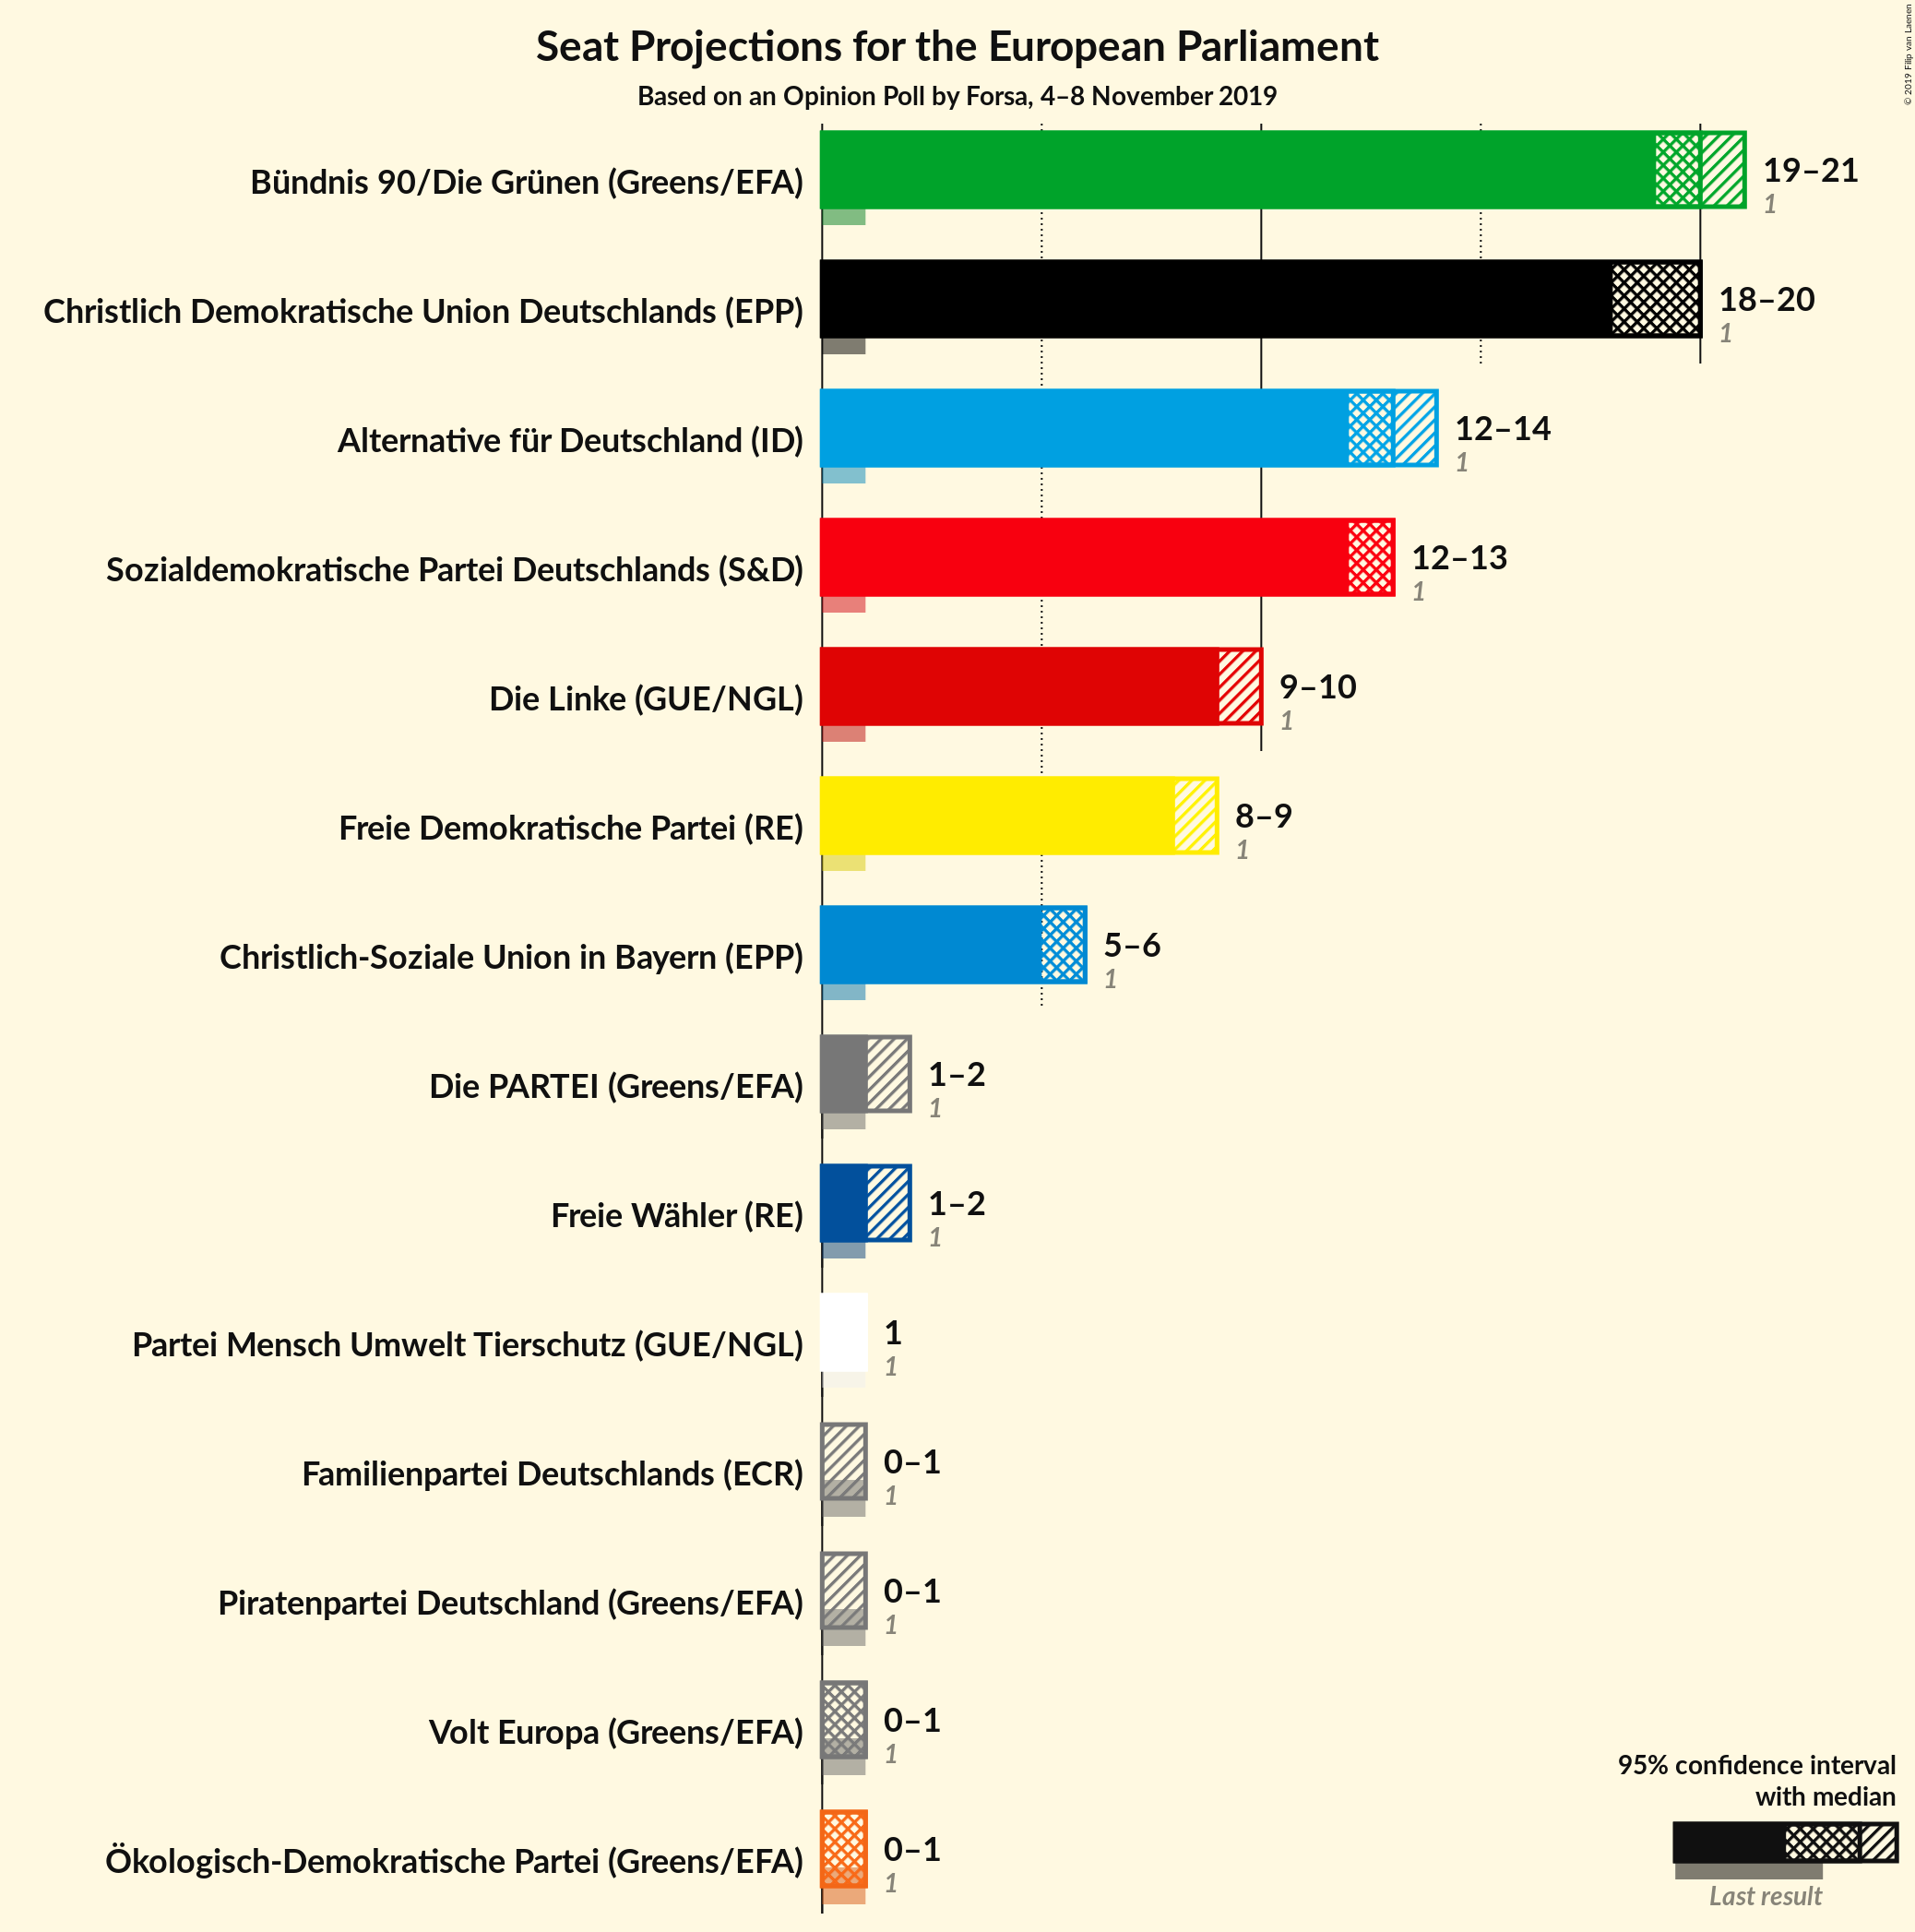 Seat Projections for the European Parliament
Based on an Opinion Poll by Forsa, 4–8 November 2019
© 2019 Filip van Laenen
Bündnis 90/Die Grünen (Greens/EFA)
19–21
1
Christlich Demokratische Union Deutschlands (EPP)
18–20
1
Alternative für Deutschland (ID)
12–14
1
Sozialdemokratische Partei Deutschlands (S&D)
12–13
1
Die Linke (GUE/NGL)
9–10
1
Freie Demokratische Partei (RE)
8–9
1
Christlich-Soziale Union in Bayern (EPP)
5–6
1
Die PARTEI (Greens/EFA)
1–2
1
Freie Wähler (RE)
1–2
1
Partei Mensch Umwelt Tierschutz (GUE/NGL)
1
1
Familienpartei Deutschlands (ECR)
0–1
1
Piratenpartei Deutschland (Greens/EFA)
0–1
1
Volt Europa (Greens/EFA)
0–1
1
Ökologisch-Demokratische Partei (Greens/EFA)
0–1
1
95% confidence interval
with median
Last result